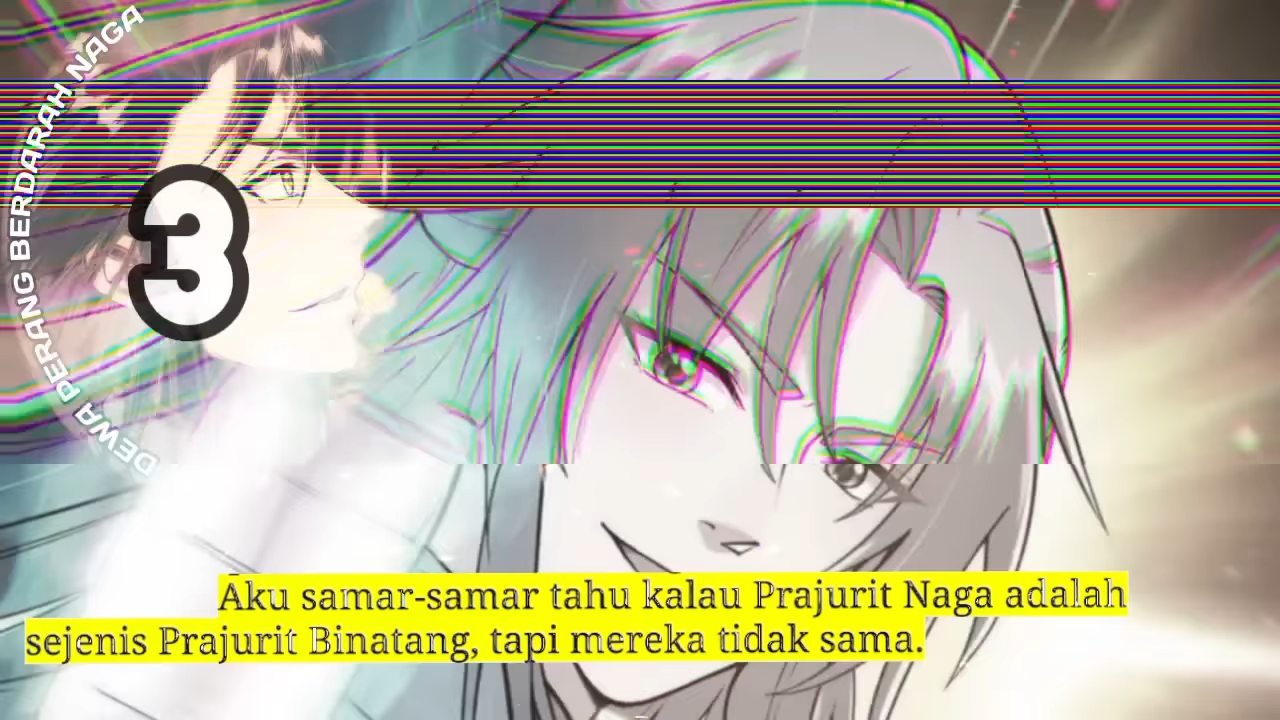 DEWA PERANG BERDARAH NAGA
3
Aku samar-samar tahu kalau Prajurit Naga adalah
sejenis Prajurit Binatang, tapi mereka tidak sama.